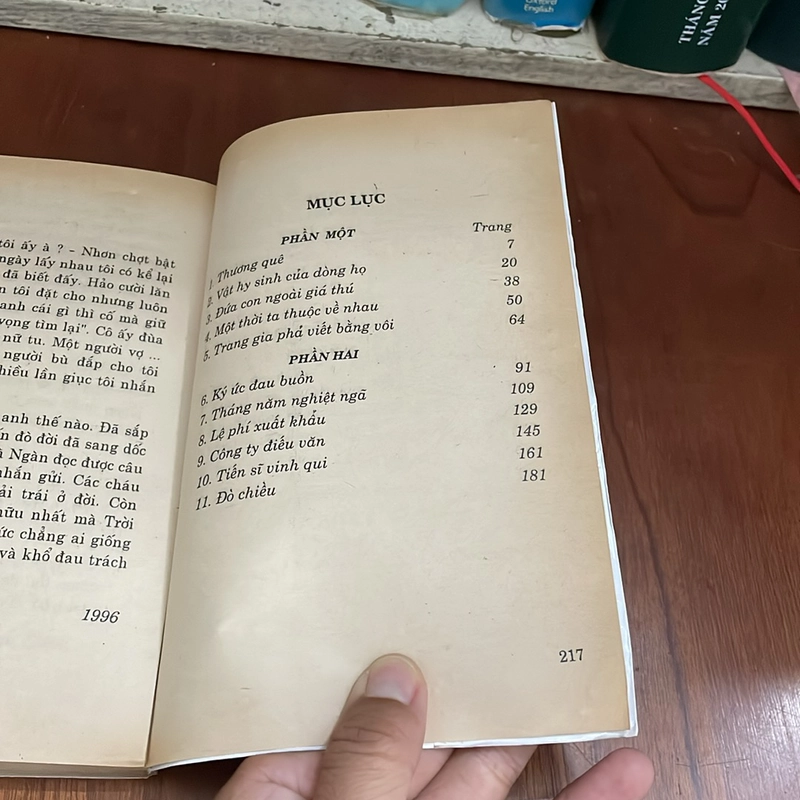 Oxford
English
THÁNG
NĂM 20
tôi ấy à ? - Nhơn chợt bật
ngày lấy nhau tôi có kể lại
đã biết đấy. Hảo cười lăn
tôi đặt cho nhưng luôn
anh cái gì thì cố mà giữ
vọng tìm lại". Cô ấy đùa
nữ tu. Một người vợ ...
người bù đắp cho tôi
nhiều lần giục tôi nhắn
anh thế nào. Đã sắp
đò đời đã sang dốc
Ngàn đọc được câu
nhắn gửi. Các cháu
trái ở đời. Còn
nhất mà Trời
chẳng ai giống
và khổ đau trách
1996
MỤC LỤC
PHẦN MỘT Trang
1. Thương quê 7
2. Vật hy sinh của dòng họ 20
3. Đứa con ngoài giá thú 38
4. Một thời ta thuộc về nhau 50
5. Trang gia phả viết bằng vôi 64
PHẦN HAI
6. Ký ức đau buồn 91
7. Tháng năm nghiệt ngã 109
8. Lệ phí xuất khẩu 129
9. Công ty điếu văn 145
10. Tiến sĩ vinh qui 161
11. Đò chiều 181
217